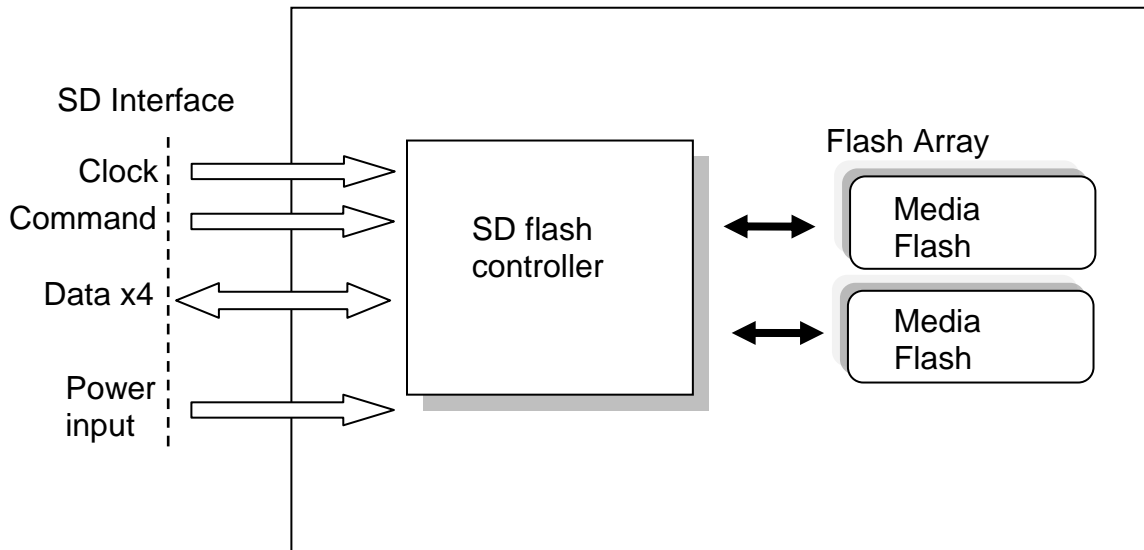 SD Interface
Clock
Command
Data x4
Power
input
SD flash
controller
Flash Array
Media
Flash
Media
Flash